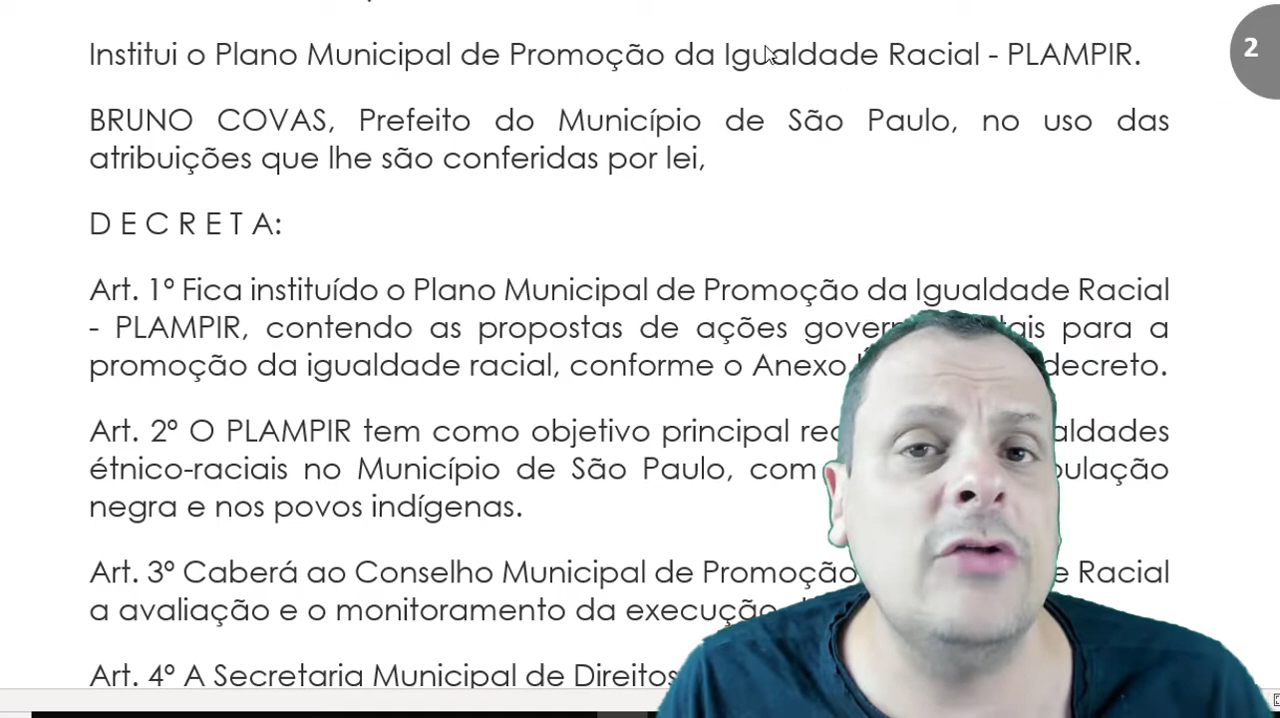 Institui o Plano Municipal de Promoção da Igualdade Racial - PLAMPIR.
2
BRUNO COVAS, Prefeito do Município de São Paulo, no uso das
atribuições que lhe são conferidas por lei,
D E C R E T A:
Art. 1º Fica instituído o Plano Municipal de Promoção da Igualdade Racial
- PLAMPIR, contendo as propostas de ações para a
promoção da igualdade racial, conforme o Anexo decreto.
Art. 2º O PLAMPIR tem como objetivo principal
étnico-raciais no Município de São Paulo, com
negra e nos povos indígenas.
Art. 3º Caberá ao Conselho Municipal de Promoção Racial
a avaliação e o monitoramento da execução
Art. 4º A Secretaria Municipal de Direitos